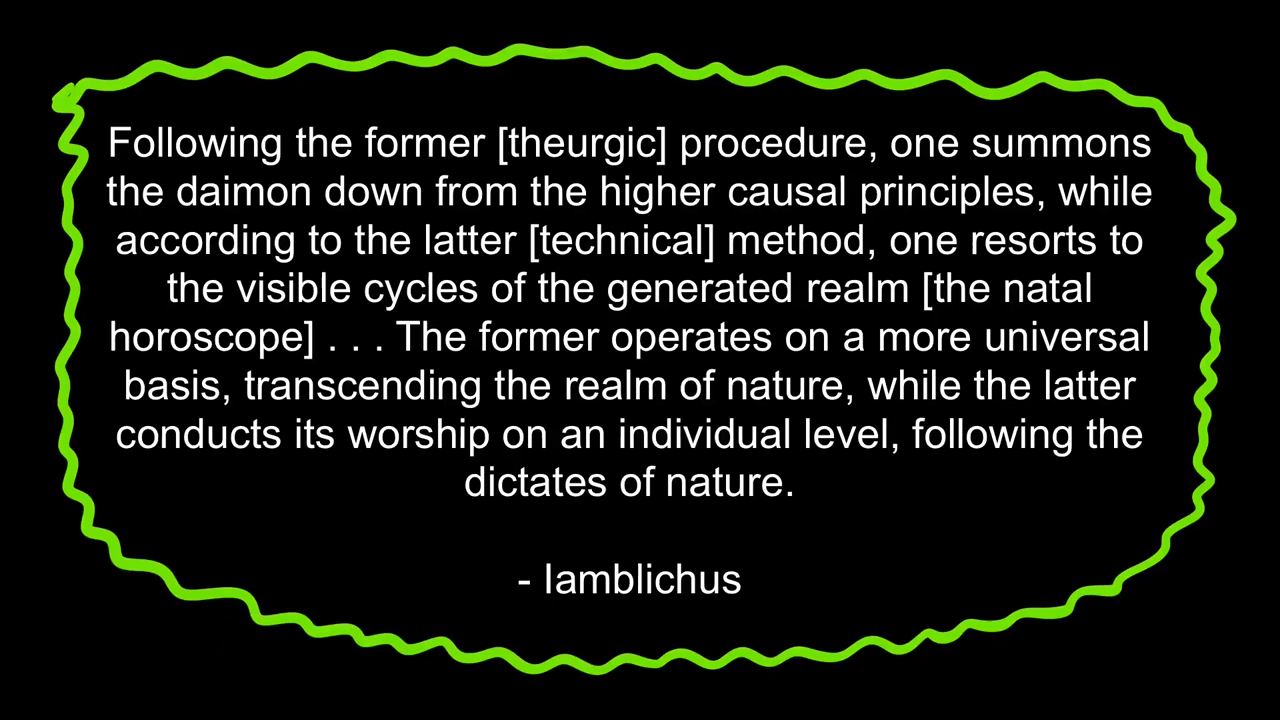 Following the former [theurgic] procedure, one summons
the daimon down from the higher causal principles, while
according to the latter [technical] method, one resorts to
the visible cycles of the generated realm [the natal
horoscope] . . . The former operates on a more universal
basis, transcending the realm of nature, while the latter
conducts its worship on an individual level, following the
dictates of nature.
- Iamblichus